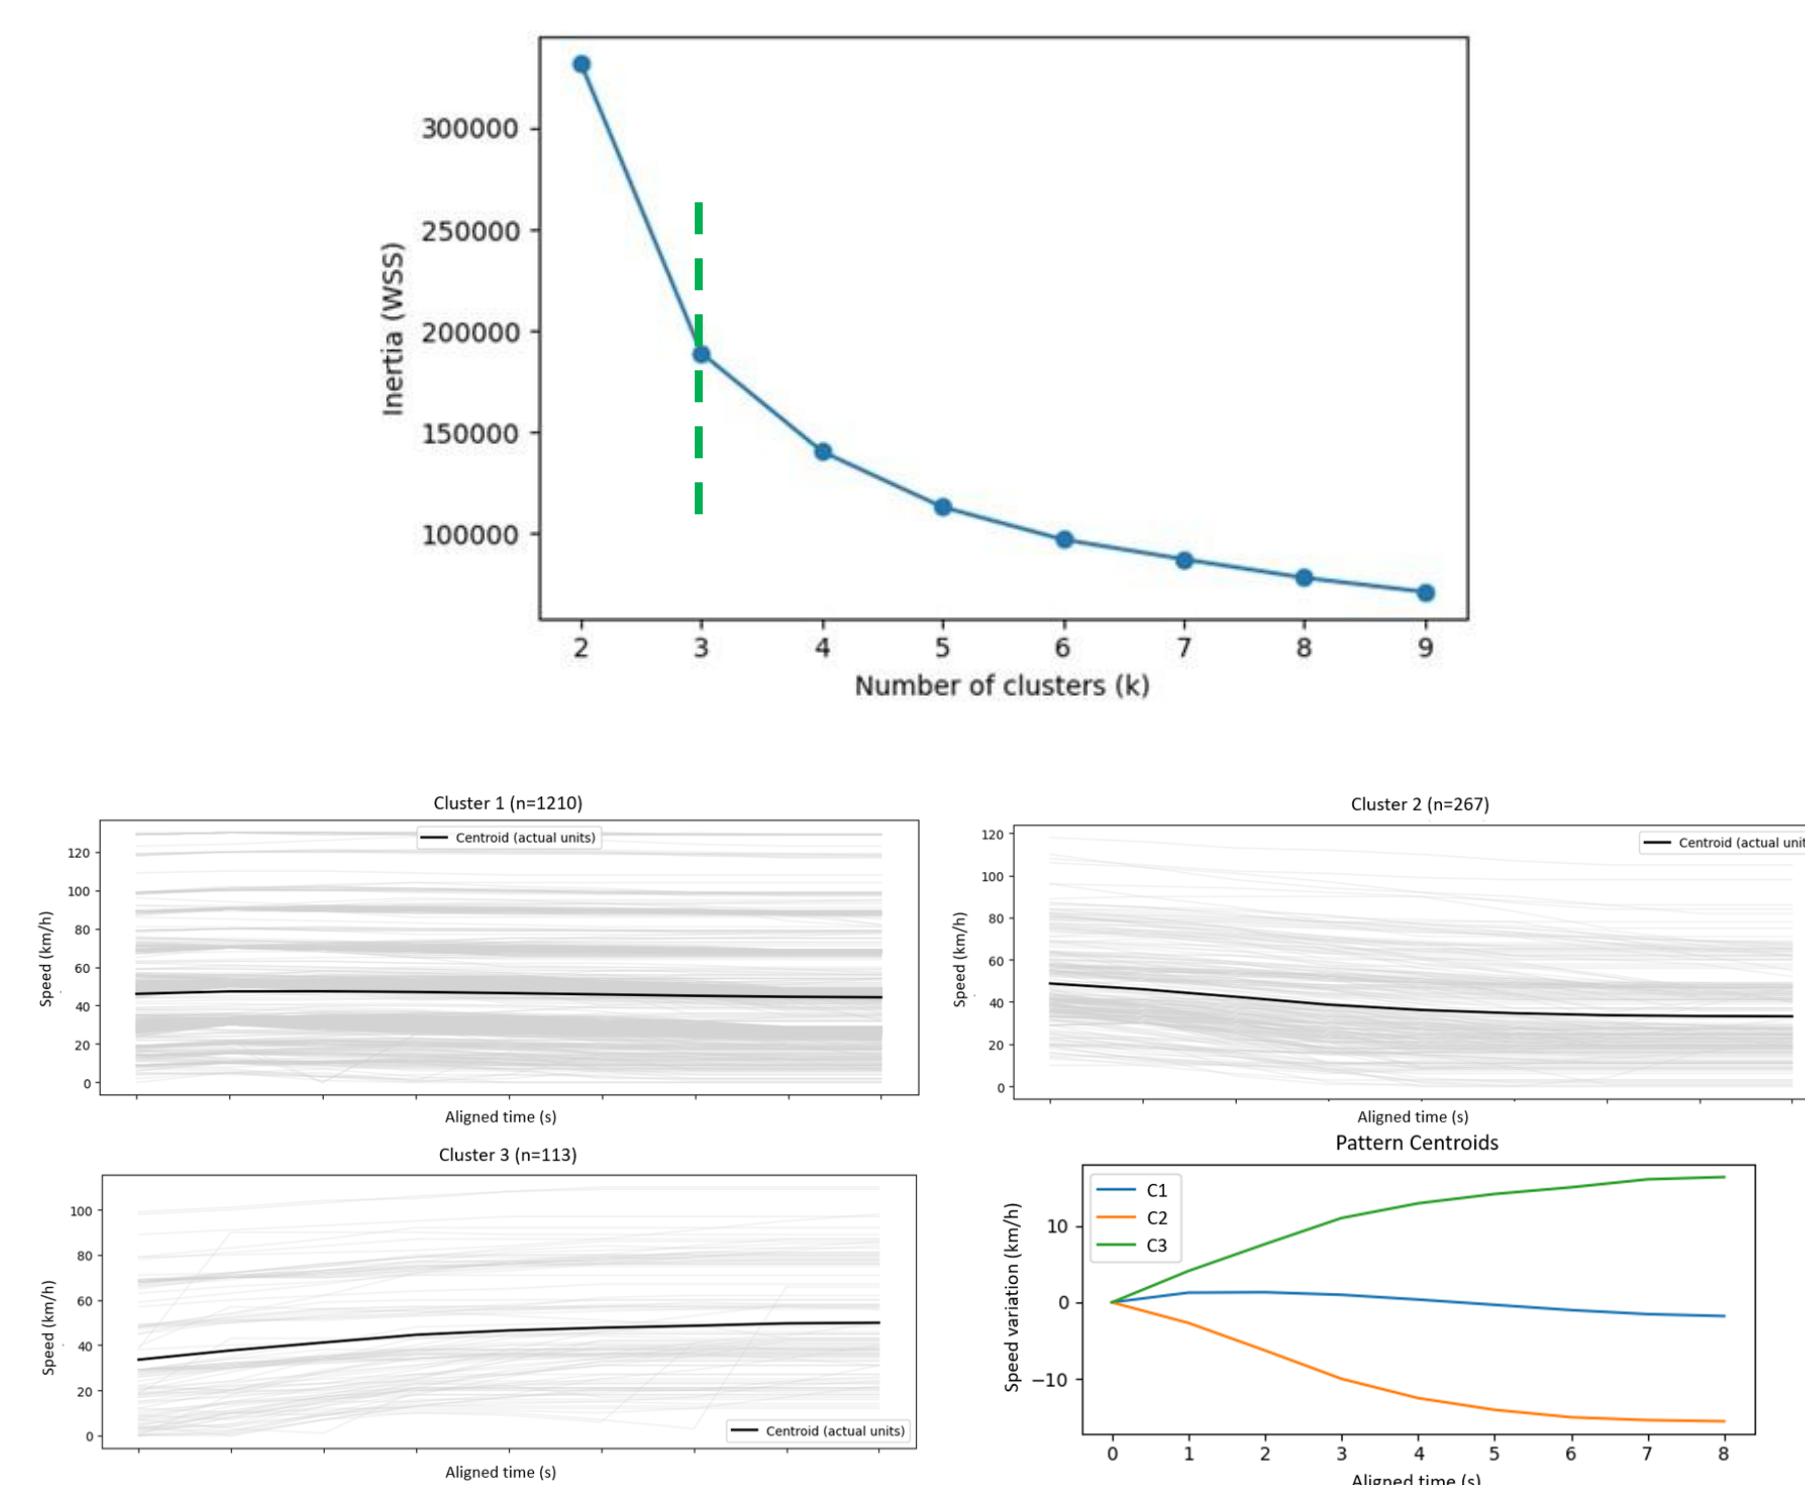 300000
250000
200000
150000
100000
Inertia (WSS)
2 3 4 5 6 7 8 9
Number of clusters (k)
Cluster 1 (n=1210)
Centroid (actual units)
120
100
80
60
40
20
0
Speed (km/h)
Aligned time (s)
Cluster 2 (n=267)
Centroid (actual unit
120
100
80
60
40
20
0
Speed (km/h)
Aligned time (s)
Cluster 3 (n=113)
100
80
60
40
20
0
Speed (km/h)
Centroid (actual units)
Aligned time (s)
Pattern Centroids
C1
C2
C3
10
0
−10
Speed variation (km/h)
0 1 2 3 4 5 6 7 8
Aligned time (s)